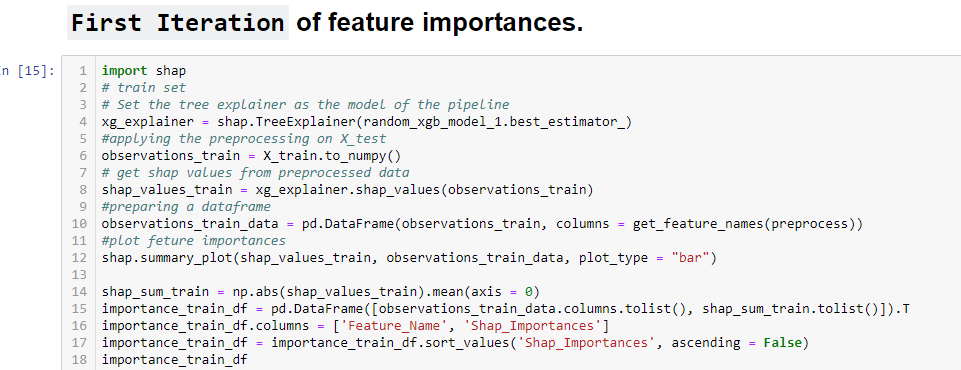 First Iteration of feature importances.
n [15]:
1 import shap
2 # train set
3 # Set the tree explainer as the model of the pipeline
4 xg_explainer = shap.TreeExplainer(random_xgb_model_1.best_estimator_)
5 #applying the preprocessing on X_test
6 observations_train = X_train.to_numpy()
7 # get shap values from preprocessed data
8 shap_values_train = xg_explainer.shap_values(observations_train)
9 #preparing a dataframe
10 observations_train_data = pd.DataFrame(observations_train, columns = get_feature_names(preprocess))
11 #plot feture importances
12 shap.summary_plot(shap_values_train, observations_train_data, plot_type = "bar")
13
14 shap_sum_train = np.abs(shap_values_train).mean(axis = 0)
15 importance_train_df = pd.DataFrame([observations_train_data.columns.tolist(), shap_sum_train.tolist()]).T
16 importance_train_df.columns = ['Feature_Name', 'Shap_Importances']
17 importance_train_df = importance_train_df.sort_values('Shap_Importances', ascending = False)
18 importance_train_df